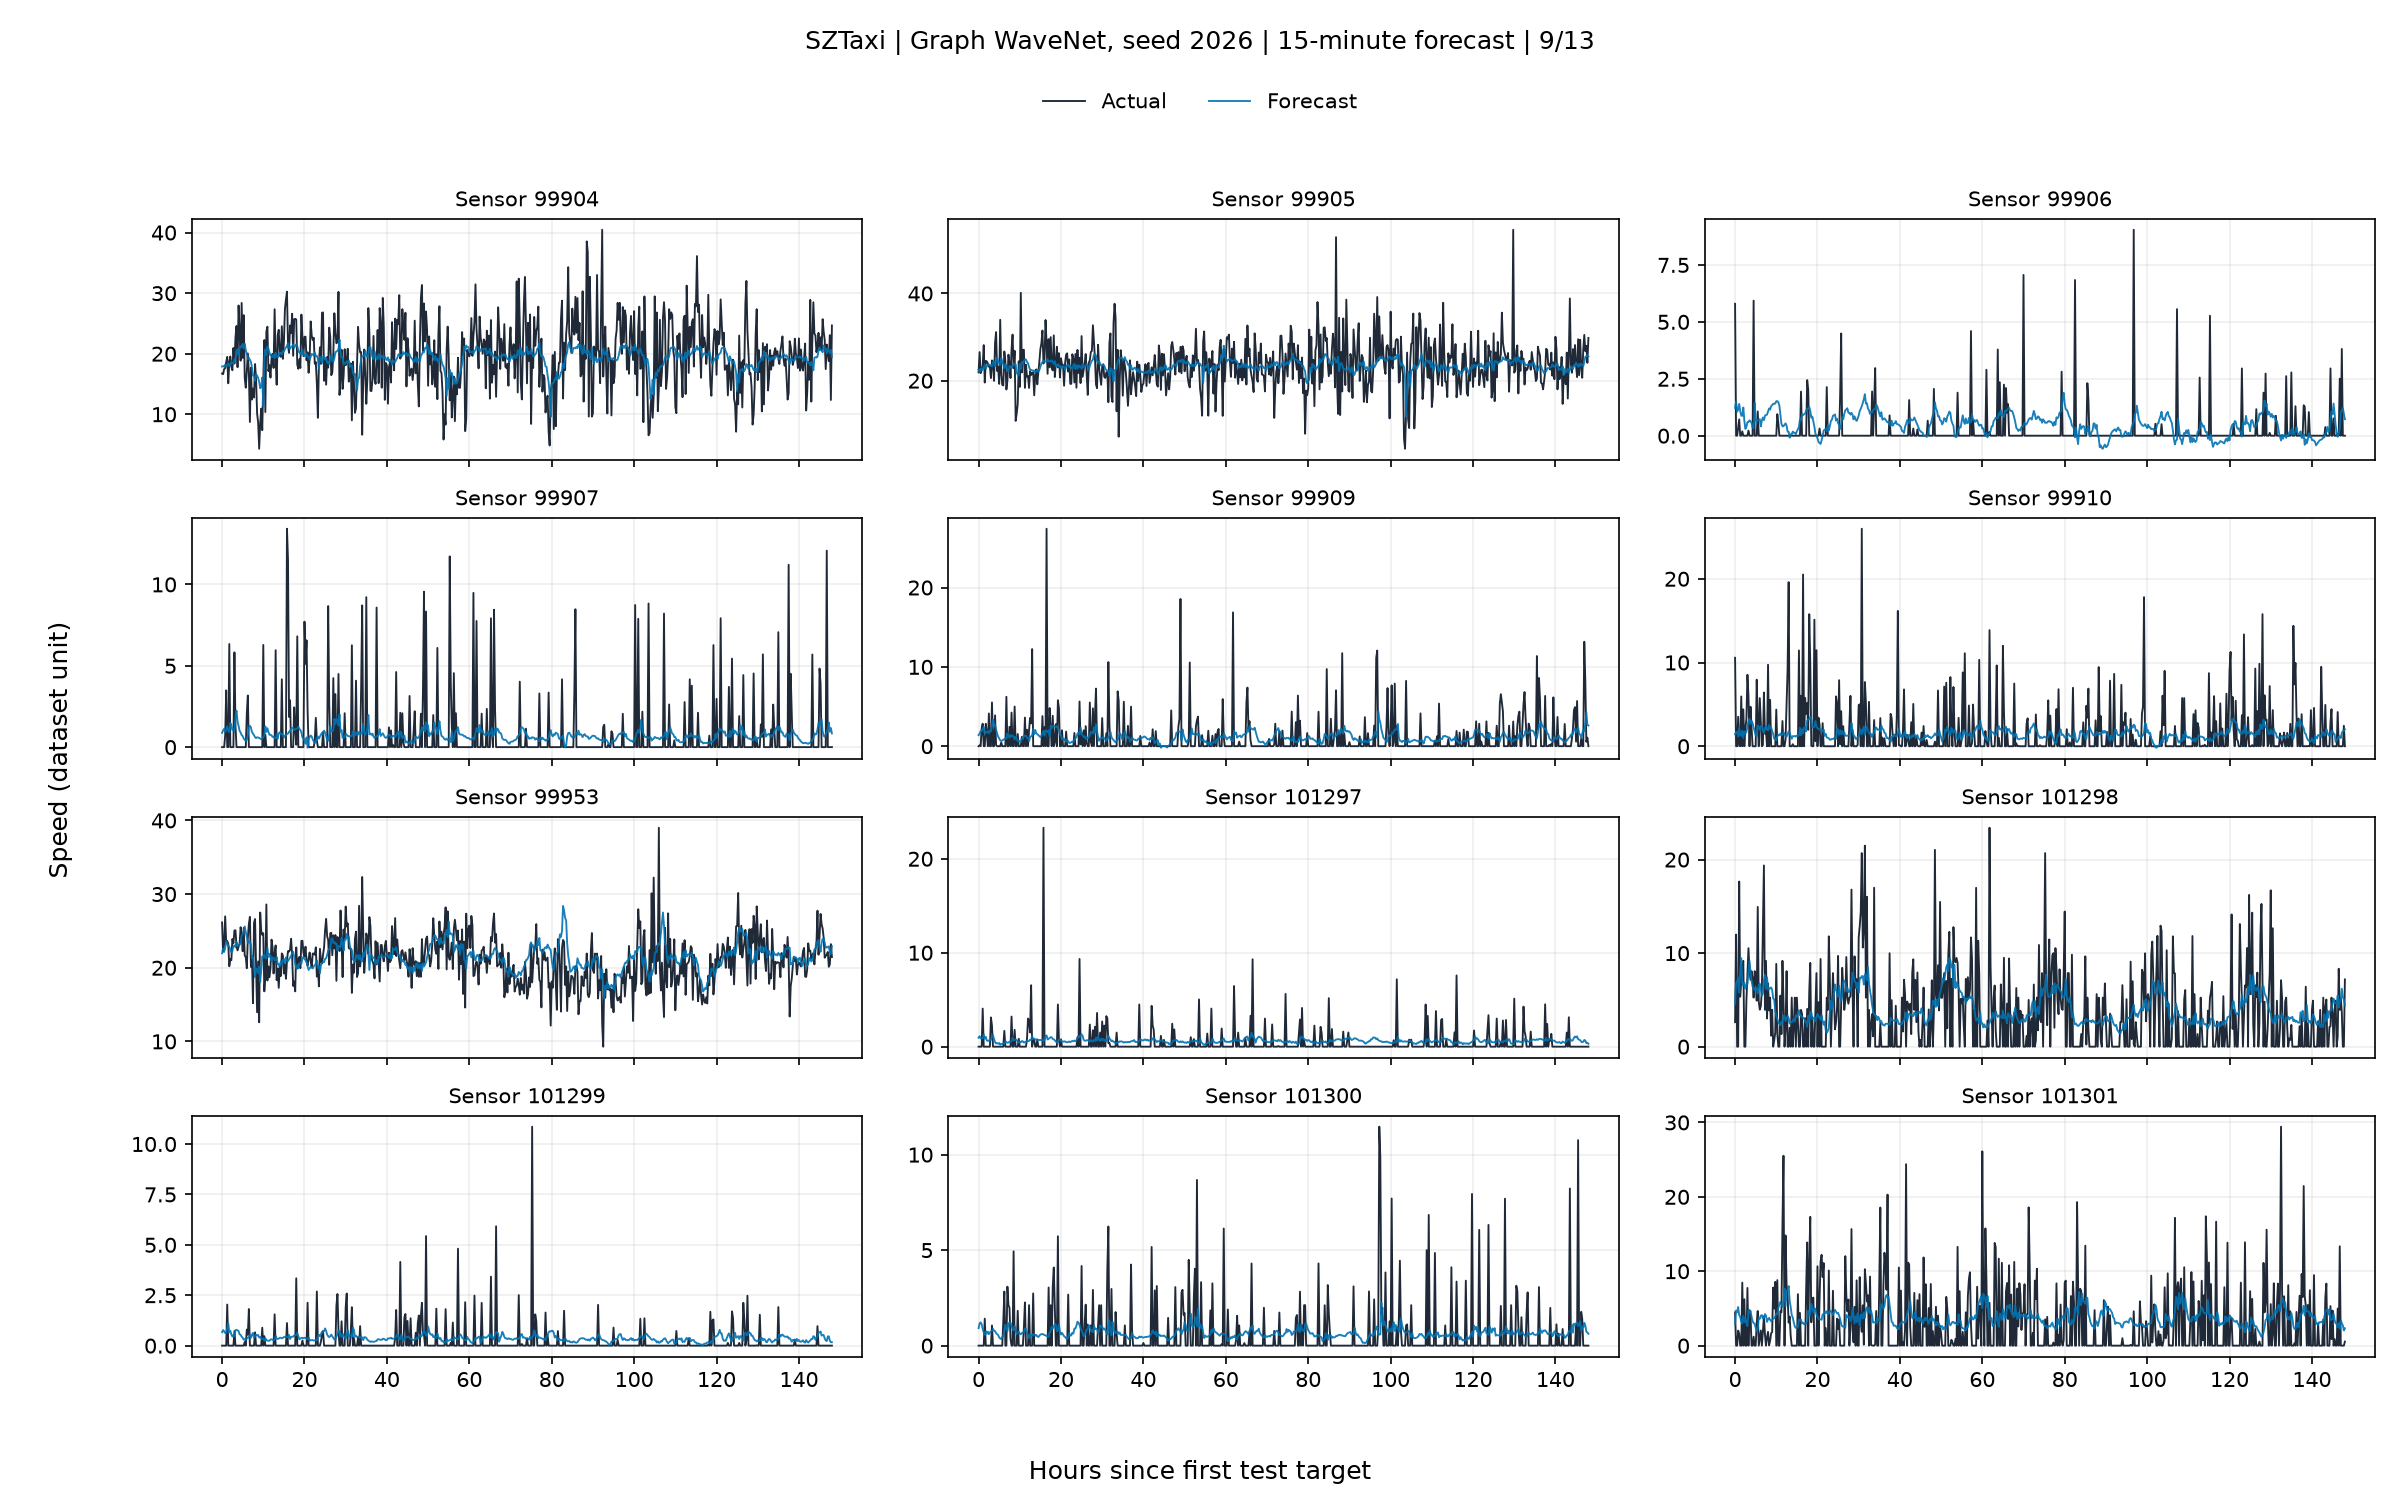 SZTaxi | Graph WaveNet, seed 2026 | 15-minute forecast | 9/13
Actual Forecast
Speed (dataset unit)
Sensor 99904
40
30
20
10
Sensor 99905
40
20
Sensor 99906
7.5
5.0
2.5
0.0
Sensor 99907
10
5
0
Sensor 99909
20
10
0
Sensor 99910
20
10
0
Sensor 99953
40
30
20
10
Sensor 101297
20
10
0
Sensor 101298
20
10
0
Sensor 101299
10.0
7.5
5.0
2.5
0.0
0 20 40 60 80 100 120 140
Sensor 101300
10
5
0
0 20 40 60 80 100 120 140
Sensor 101301
30
20
10
0
0 20 40 60 80 100 120 140
Hours since first test target